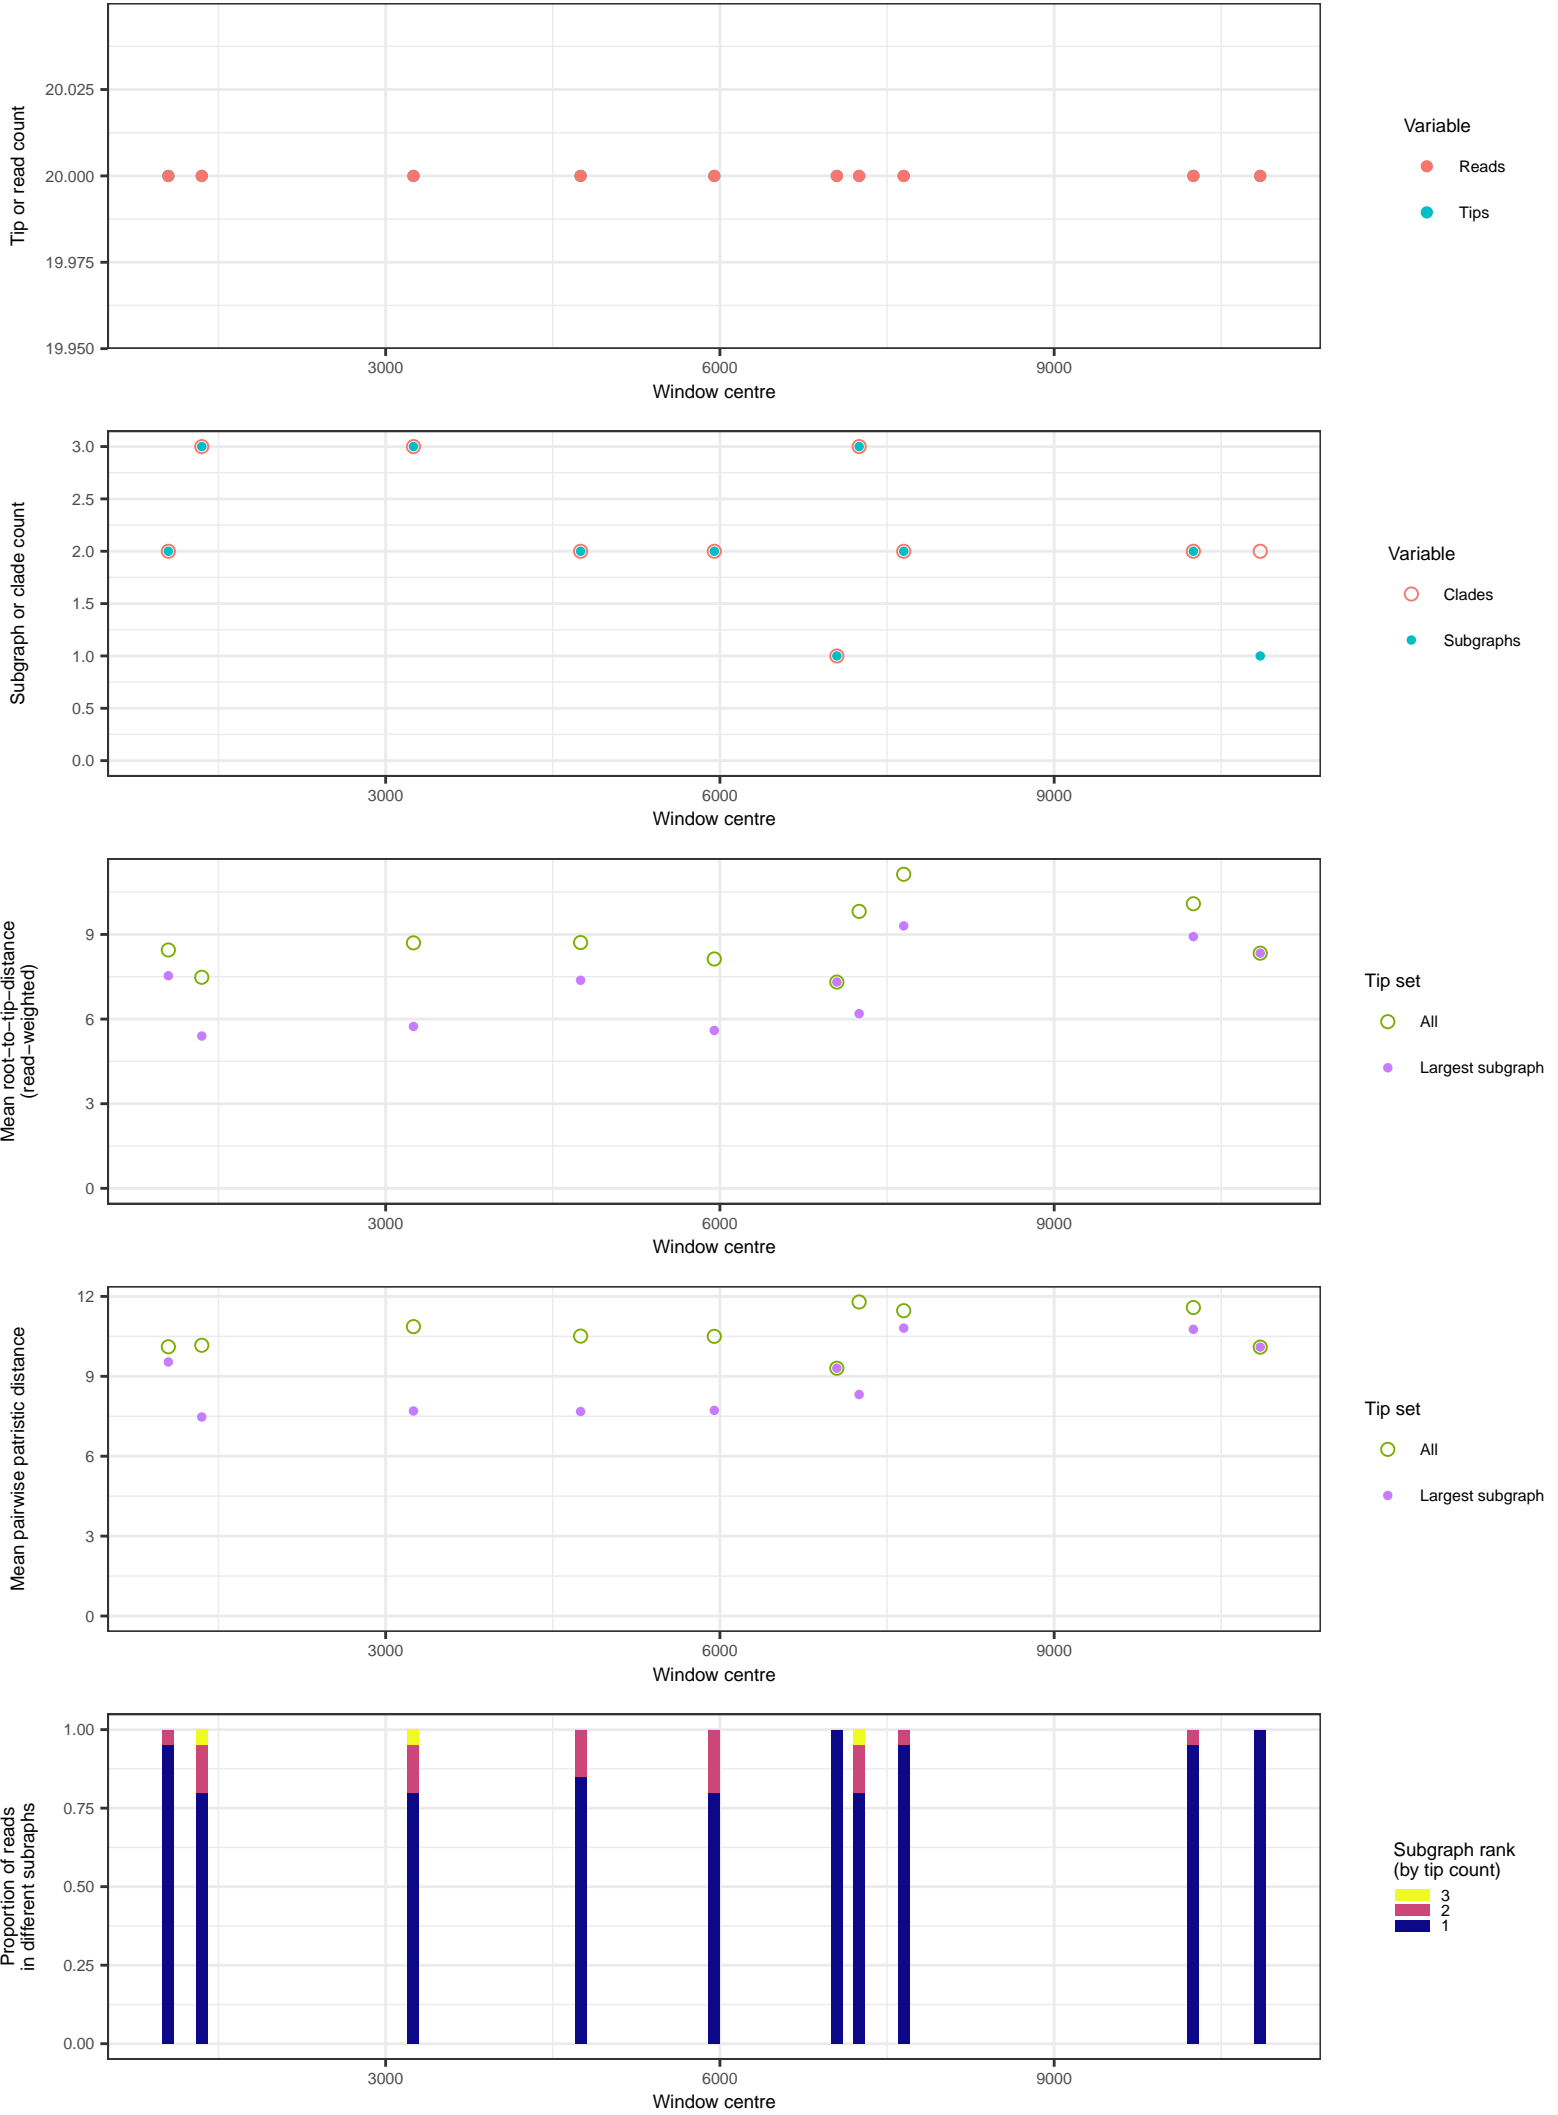 Tip or read count
20.025
20.000
19.975
19.950
3000
6000
9000
Window centre
Variable
Reads
Tips
Subgraph or clade count
3.0
2.5
2.0
1.5
1.0
0.5
0.0
3000
6000
9000
Window centre
Variable
Clades
Subgraphs
Mean root−to−tip−distance
(read−weighted)
9
6
3
0
3000
6000
9000
Window centre
Tip set
All
Largest subgraph
Mean pairwise patristic distance
12
9
6
3
0
3000
6000
9000
Window centre
Tip set
All
Largest subgraph
Proportion of reads
in different subraphs
1.00
0.75
0.50
0.25
0.00
3000
6000
9000
Window centre
Subgraph rank
(by tip count)
3
2
1